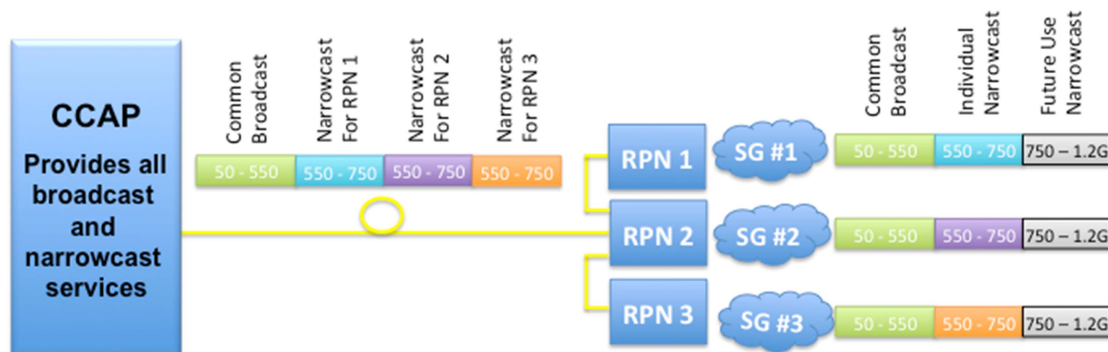 CCAP
Provides all
broadcast
and
narrowcast
services
Common
Broadcast
Narrowcast
For RPN 1
Narrowcast
For RPN 2
Narrowcast
For RPN 3
50 - 550
550 - 750
550 - 750
550 - 750
RPN 1
RPN 2
RPN 3
SG #1
SG #2
SG #3
Common
Broadcast
Individual
Narrowcast
Future Use
Narrowcast
50 - 550
550 - 750
750 – 1.2G
50 - 550
550 - 750
750 – 1.2G
50 - 550
550 - 750
750 – 1.2G